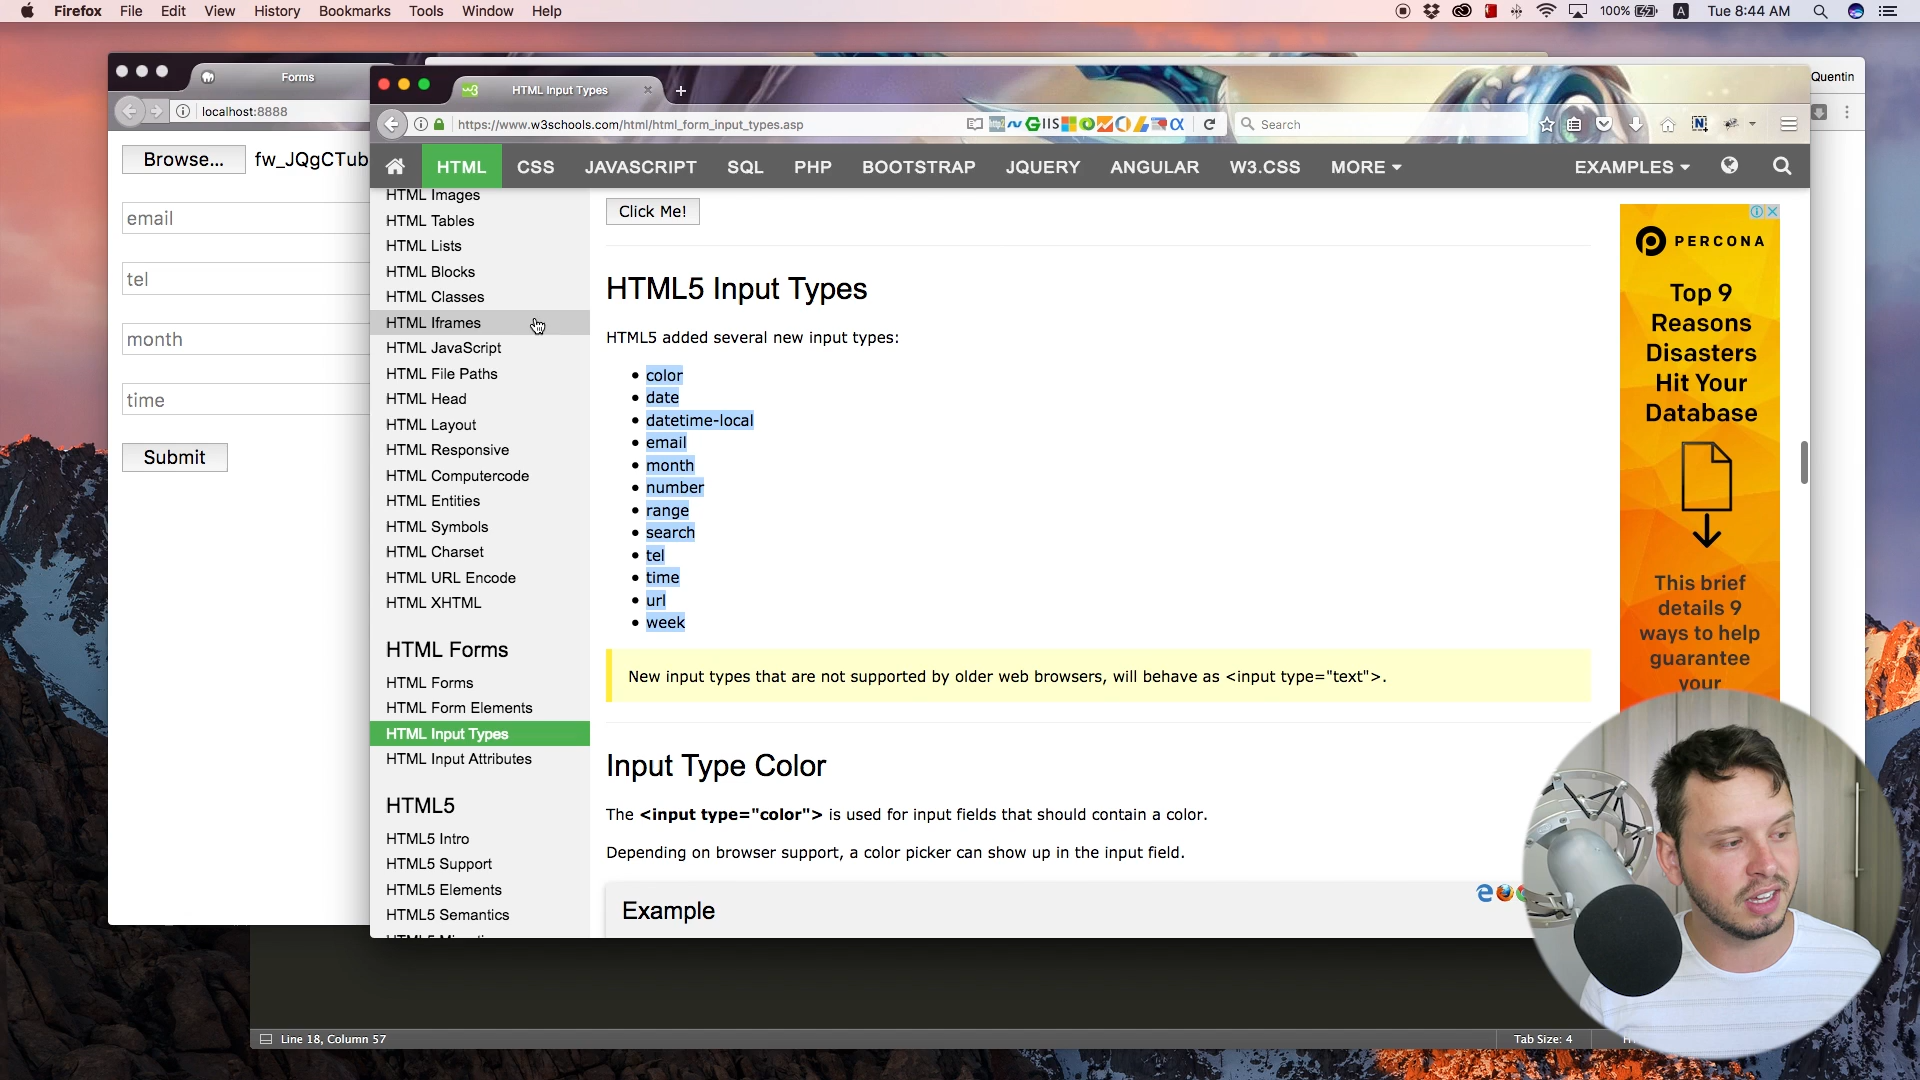 Firefox File Edit View History Bookmarks Tools Window Help
100% A Tue 8:44 AM
Forms
HTML Input Types
Quentin
localhost:8888
https://www.w3schools.com/html/html_form_input_types.asp
Search
HTML CSS JAVASCRIPT SQL PHP BOOTSTRAP JQUERY ANGULAR W3.CSS MORE EXAMPLES
Browse... fw_JQgCTub
email
tel
month
time
Submit
HTML Images
HTML Tables
HTML Lists
HTML Blocks
HTML Classes
HTML Iframes
HTML JavaScript
HTML File Paths
HTML Head
HTML Layout
HTML Responsive
HTML Computercode
HTML Entities
HTML Symbols
HTML Charset
HTML URL Encode
HTML XHTML
HTML Forms
HTML Forms
HTML Form Elements
HTML Input Types
HTML Input Attributes
HTML5
HTML5 Intro
HTML5 Support
HTML5 Elements
HTML5 Semantics
Click Me!
HTML5 Input Types
HTML5 added several new input types:
color
date
datetime-local
email
month
number
range
search
tel
time
url
week
New input types that are not supported by older web browsers, will behave as <input type="text">.
Input Type Color
The <input type="color"> is used for input fields that should contain a color.
Depending on browser support, a color picker can show up in the input field.
Example
PERCONA
Top 9
Reasons
Disasters
Hit Your
Database
This brief
details 9
ways to help
guarantee
your
Line 18, Column 57
Tab Size: 4